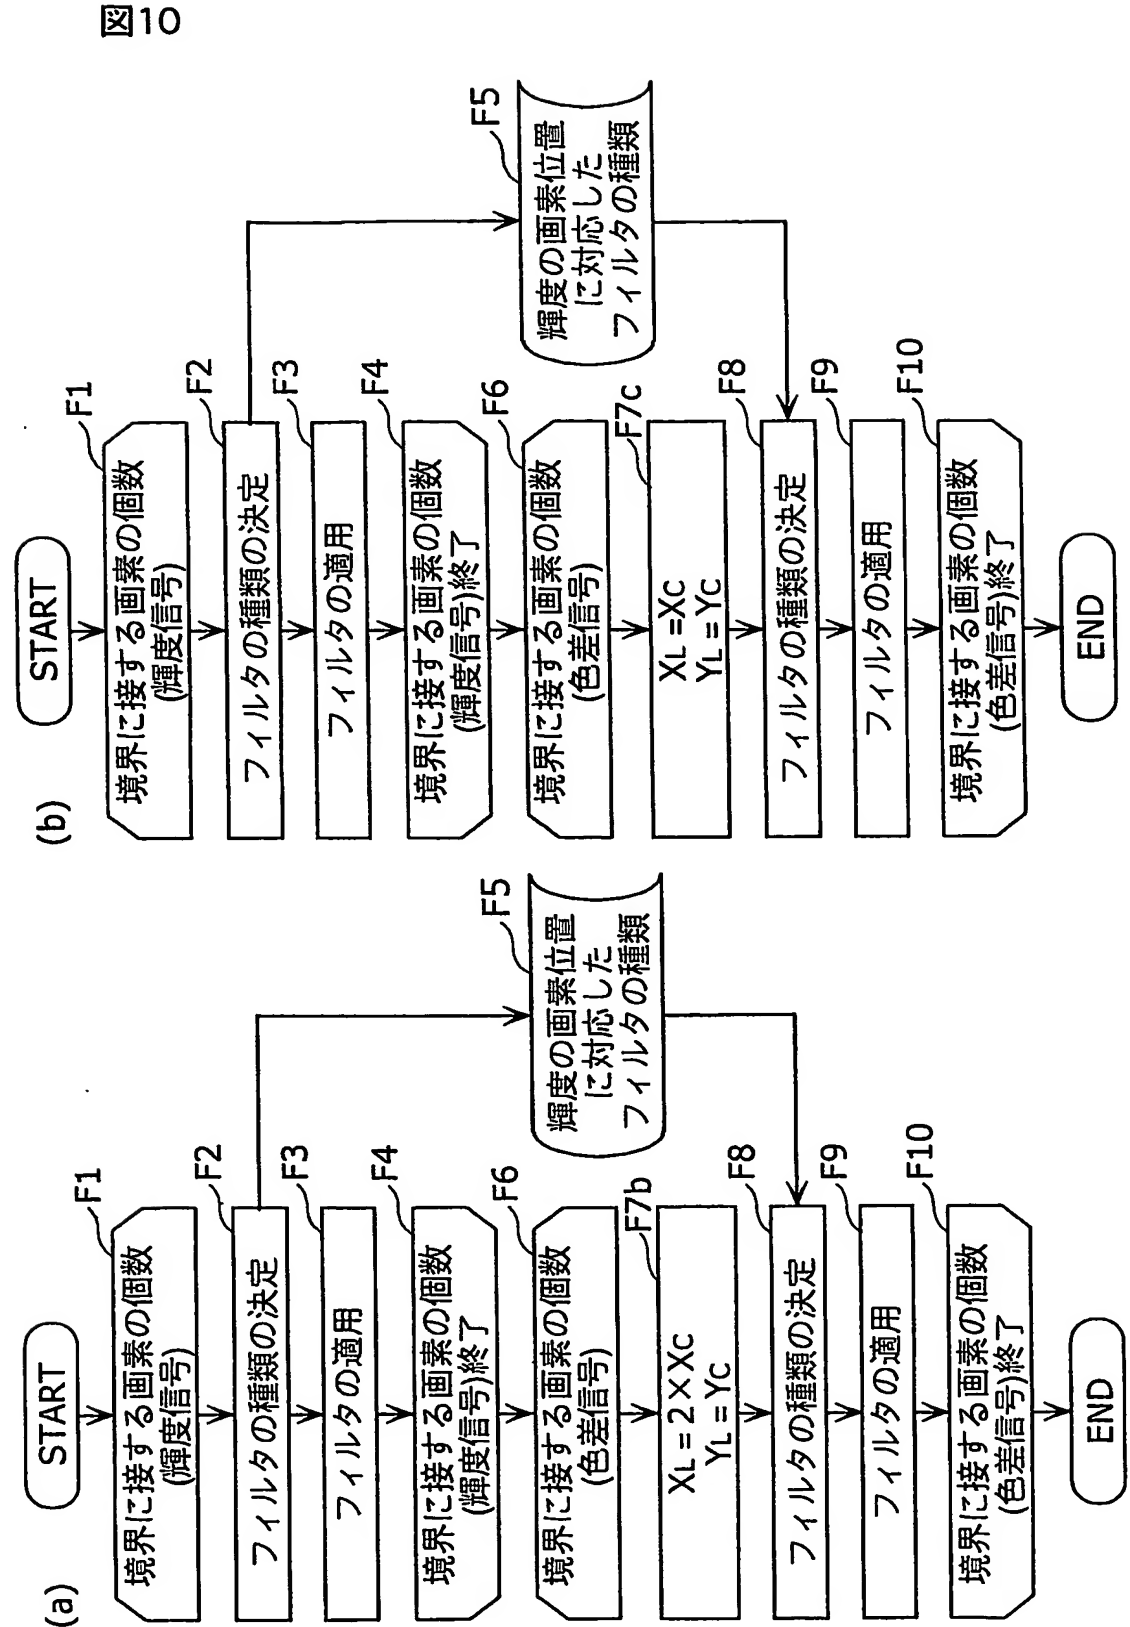 図10
(a)
START
F1
境界に接する画素の個数
(輝度信号)
F2
フィルタの種類の決定
F3
フィルタの適用
F4
境界に接する画素の個数
(輝度信号)終了
F5
輝度の画素位置
に対応した
フィルタの種類
F6
境界に接する画素の個数
(色差信号)
F7b
XL=2×XC
YL=YC
F8
フィルタの種類の決定
F9
フィルタの適用
F10
境界に接する画素の個数
(色差信号)終了
END
(b)
START
F1
境界に接する画素の個数
(輝度信号)
F2
フィルタの種類の決定
F3
フィルタの適用
F4
境界に接する画素の個数
(輝度信号)終了
F5
輝度の画素位置
に対応した
フィルタの種類
F6
境界に接する画素の個数
(色差信号)
F7c
XL=XC
YL=YC
F8
フィルタの種類の決定
F9
フィルタの適用
F10
境界に接する画素の個数
(色差信号)終了
END